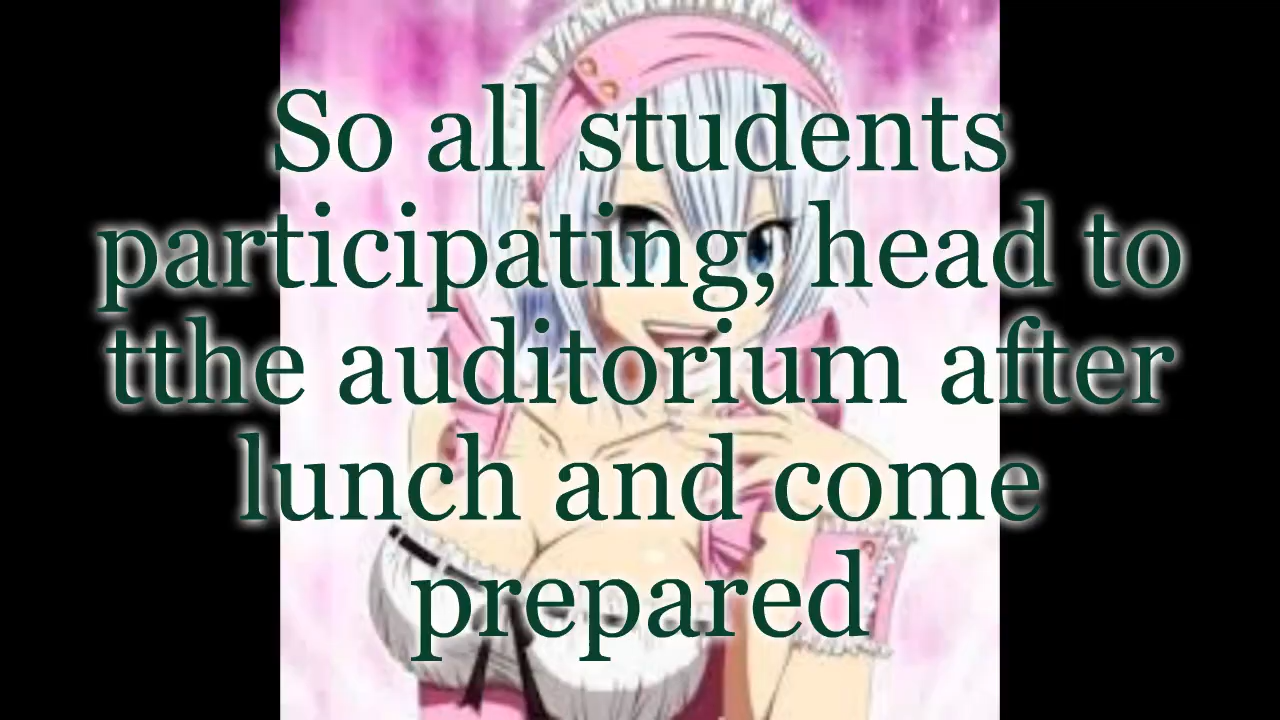 So all students
participating, head to
tthe auditorium after
lunch and come
prepared